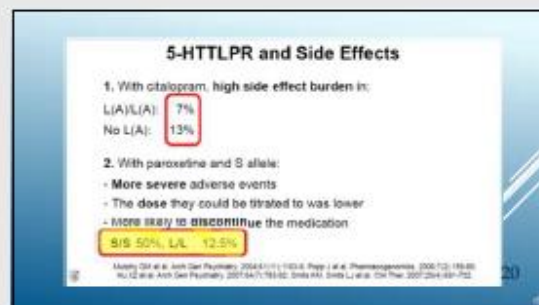 5-HTTLPR and Side Effects
1. With citalopram, high side effect burden in:
L(A)/L(A): 7%
No L(A): 13%
2. With paroxetine and S allele:
- More severe adverse events
- The dose they could be titrated to was lower
- More likely to discontinue the medication
S/S 50%, L/L 12.5%
20